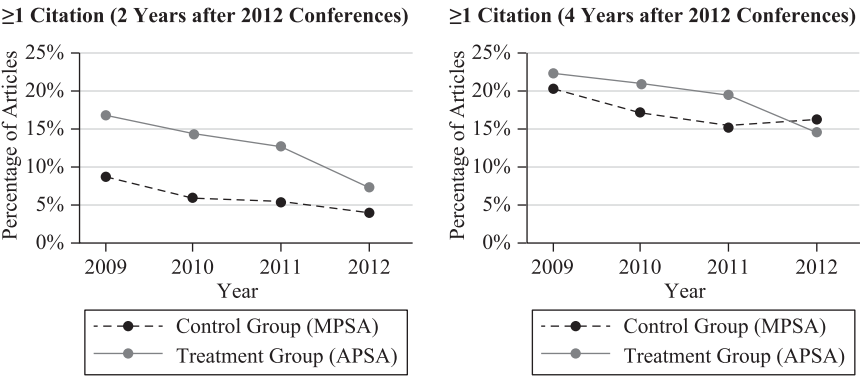 ≥1 Citation (2 Years after 2012 Conferences)
Percentage of Articles
25%
20%
15%
10%
5%
0%
2009 2010 2011 2012
Year
Control Group (MPSA)
Treatment Group (APSA)
≥1 Citation (4 Years after 2012 Conferences)
Percentage of Articles
25%
20%
15%
10%
5%
0%
2009 2010 2011 2012
Year
Control Group (MPSA)
Treatment Group (APSA)